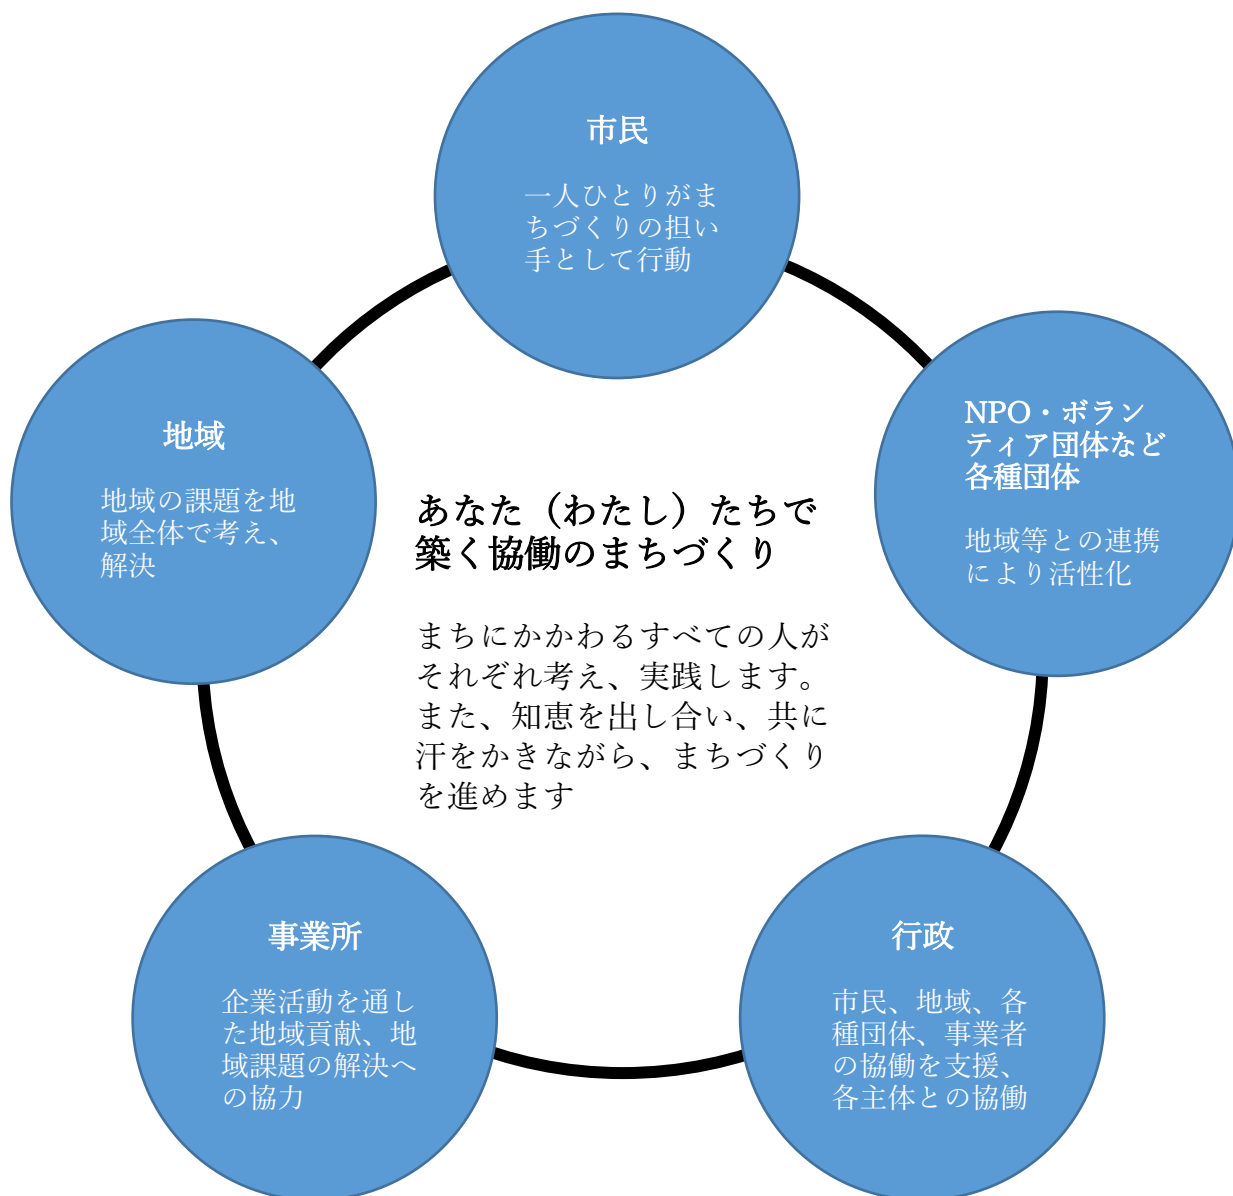 市民
一人ひとりがま
ちづくりの担い
手として行動
NPO・ボラン
ティア団体など
各種団体
地域等との連携
により活性化
地域
地域の課題を地
域全体で考え、
解決
あなた（わたし）たちで
築く協働のまちづくり
まちにかかわるすべての人が
それぞれ考え、実践します。
また、知恵を出し合い、共に
汗をかきながら、まちづくり
を進めます
事業所
企業活動を通し
た地域貢献、地
域課題の解決へ
の協力
行政
市民、地域、各
種団体、事業者
の協働を支援、
各主体との協働